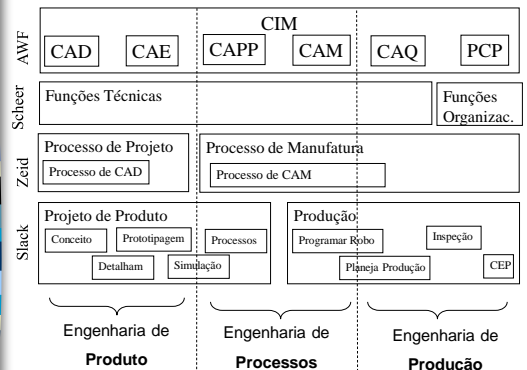 AWF
CIM
CAD
CAE
CAPP
CAM
CAQ
PCP
Scheer
Funções Técnicas
Funções
Organizac.
Zeid
Processo de Projeto
Processo de CAD
Processo de Manufatura
Processo de CAM
Slack
Projeto de Produto
Conceito
Prototipagem
Processos
Detalham
Simulação
Produção
Programar Robo
Inspeção
Planeja Produção
CEP
Engenharia de
Produto
Engenharia de
Processos
Engenharia de
Produção